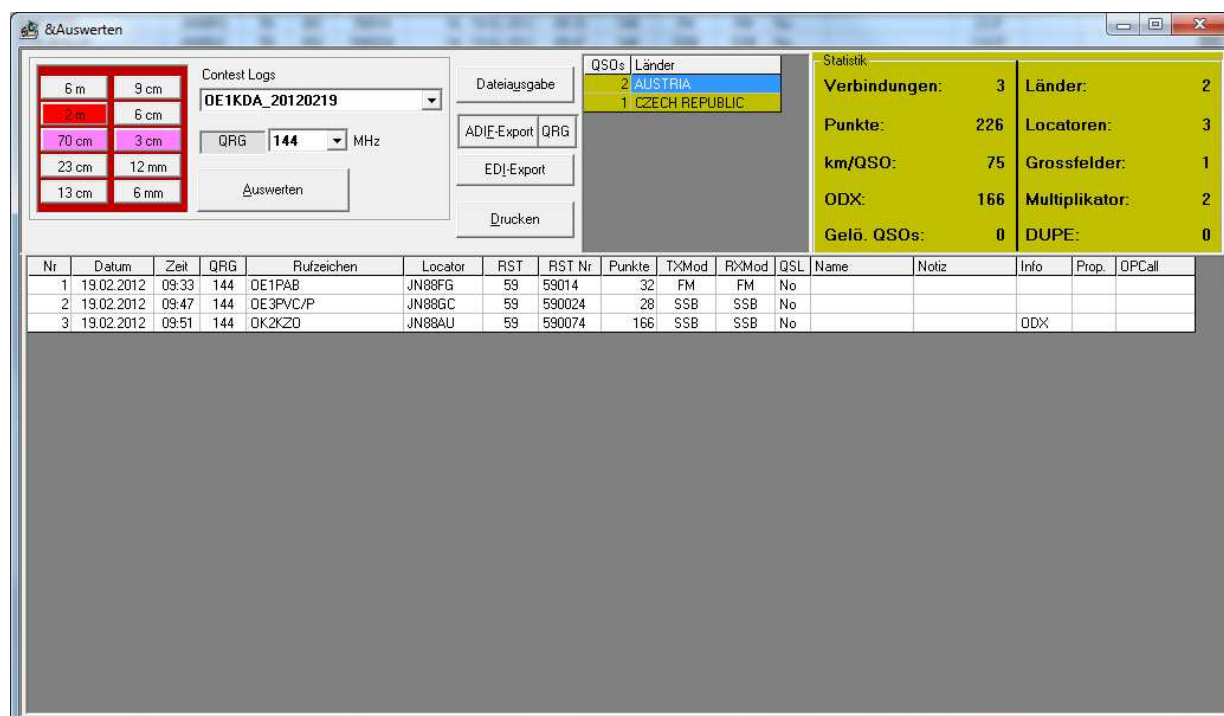 &Auswerten
6 m 9 cm
2 m 6 cm
70 cm 3 cm
23 cm 12 mm
13 cm 6 mm
Contest Logs
OE1KDA_20120219
QRG 144 MHz
Auswerten
Dateiausgabe
ADIF-Export QRG
EDI-Export
Drucken
QSOs Länder
2 AUSTRIA
1 CZECH REPUBLIC
Statistik
Verbindungen: 3 Länder: 2
Punkte: 226 Locatoren: 3
km/QSO: 75 Grossfelder: 1
ODX: 166 Multiplikator: 2
Gelö. QSOs: 0 DUPE: 0
Nr Datum Zeit QRG Rufzeichen Locator RST RST Nr Punkte TXMod RXMod QSL Name Notiz Info Prop. OPCall
1 19.02.2012 09:33 144 OE1PAB JN88FG 59 59014 32 FM FM No
2 19.02.2012 09:47 144 OE3PVC/P JN88GC 59 590024 28 SSB SSB No
3 19.02.2012 09:51 144 OK2KZO JN88AU 59 590074 166 SSB SSB No ODX